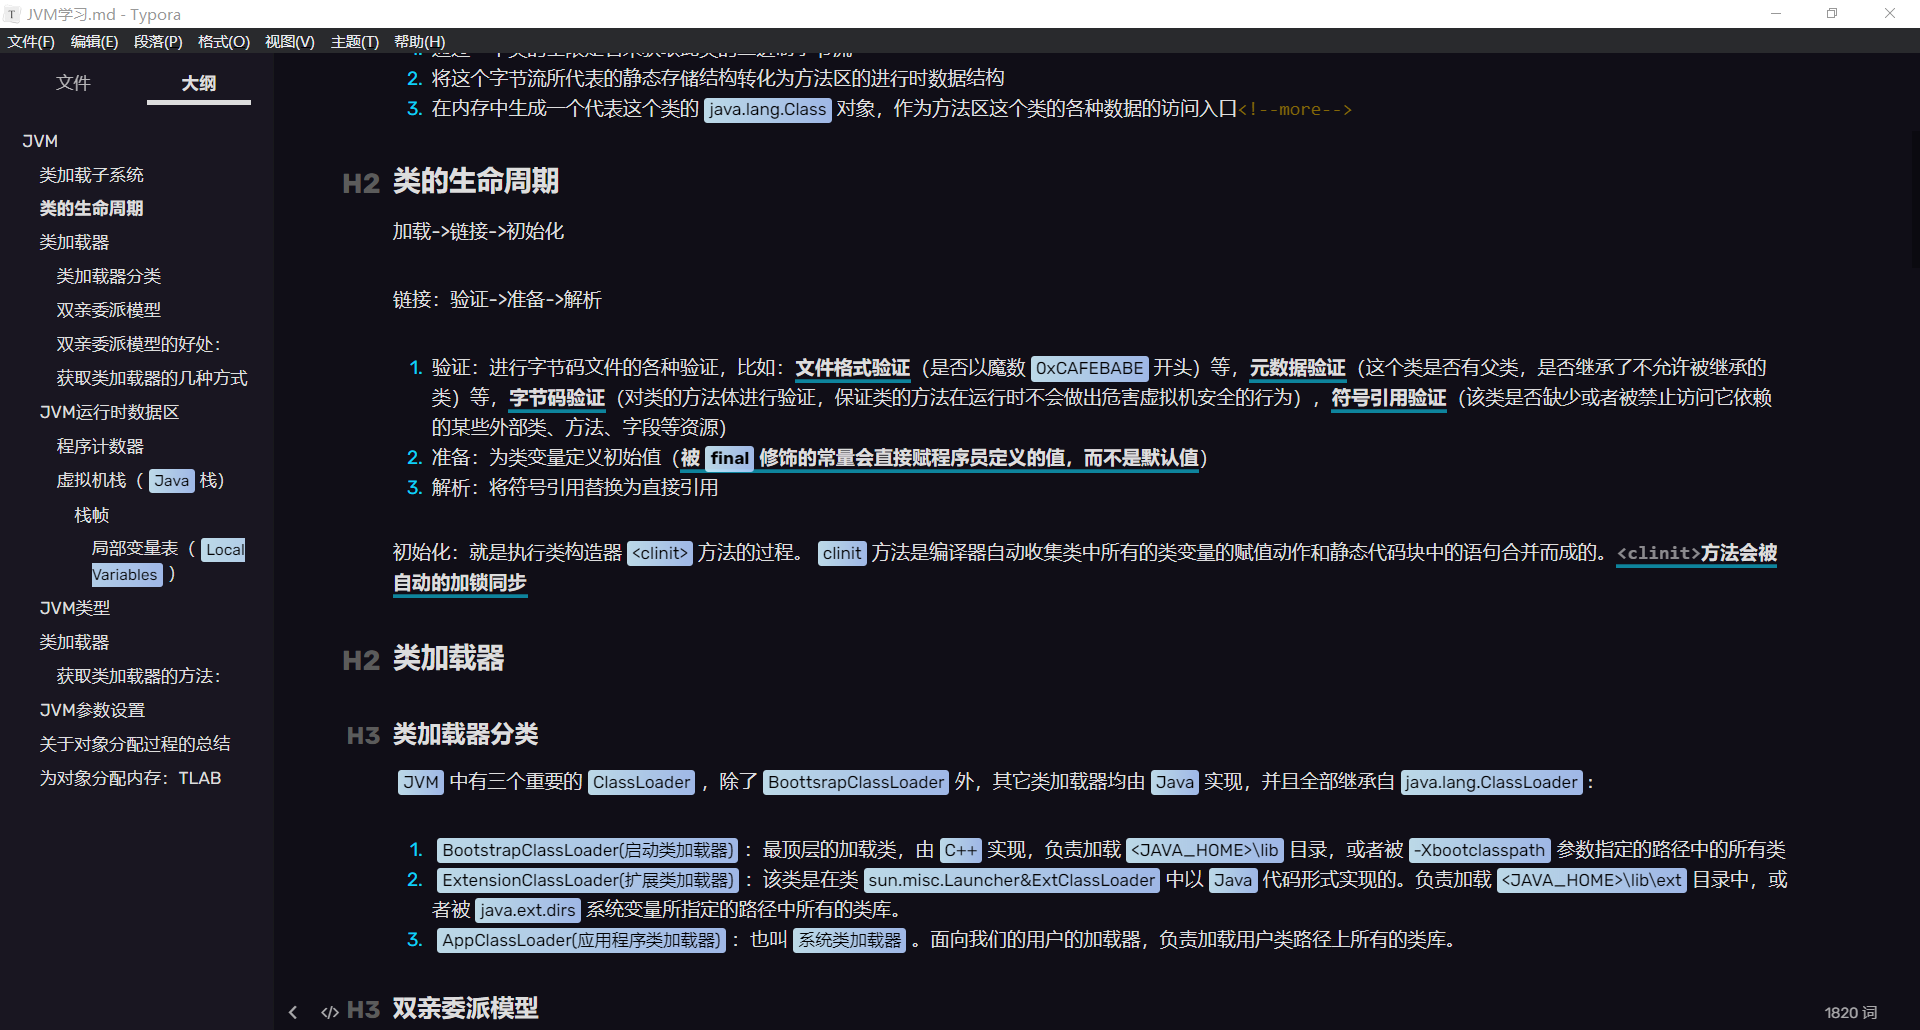 JVM学习.md - Typora
文件(F) 编辑(E) 段落(P) 格式(O) 视图(V) 主题(T) 帮助(H)
文件 大纲
JVM
类加载子系统
类的生命周期
类加载器
类加载器分类
双亲委派模型
双亲委派模型的好处：
获取类加载器的几种方式
JVM运行时数据区
程序计数器
虚拟机栈（ Java 栈）
栈帧
局部变量表（ Local
Variables ）
JVM类型
类加载器
获取类加载器的方法：
JVM参数设置
关于对象分配过程的总结
为对象分配内存：TLAB
2. 将这个字节流所代表的静态存储结构转化为方法区的进行时数据结构
3. 在内存中生成一个代表这个类的 java.lang.Class 对象，作为方法区这个类的各种数据的访问入口<!--more-->
H2 类的生命周期
加载->链接->初始化
链接：验证->准备->解析
1. 验证：进行字节码文件的各种验证，比如：文件格式验证（是否以魔数 0xCAFEBABE 开头）等，元数据验证（这个类是否有父类，是否继承了不允许被继承的
类）等，字节码验证（对类的方法体进行验证，保证类的方法在运行时不会做出危害虚拟机安全的行为），符号引用验证（该类是否缺少或者被禁止访问它依赖
的某些外部类、方法、字段等资源）
2. 准备：为类变量定义初始值（被 final 修饰的常量会直接赋程序员定义的值，而不是默认值）
3. 解析：将符号引用替换为直接引用
初始化：就是执行类构造器 <clinit> 方法的过程。 clinit 方法是编译器自动收集类中所有的类变量的赋值动作和静态代码块中的语句合并而成的。<clinit>方法会被
自动的加锁同步
H2 类加载器
H3 类加载器分类
JVM 中有三个重要的 ClassLoader ，除了 BoottsrapClassLoader 外，其它类加载器均由 Java 实现，并且全部继承自 java.lang.ClassLoader ：
1. BootstrapClassLoader(启动类加载器) ：最顶层的加载类，由 C++ 实现，负责加载 <JAVA_HOME>\lib 目录，或者被 -Xbootclasspath 参数指定的路径中的所有类
2. ExtensionClassLoader(扩展类加载器) ：该类是在类 sun.misc.Launcher&ExtClassLoader 中以 Java 代码形式实现的。负责加载 <JAVA_HOME>\lib\ext 目录中，或
者被 java.ext.dirs 系统变量所指定的路径中所有的类库。
3. AppClassLoader(应用程序类加载器) ：也叫 系统类加载器 。面向我们的用户的加载器，负责加载用户类路径上所有的类库。
H3 双亲委派模型
1820 词